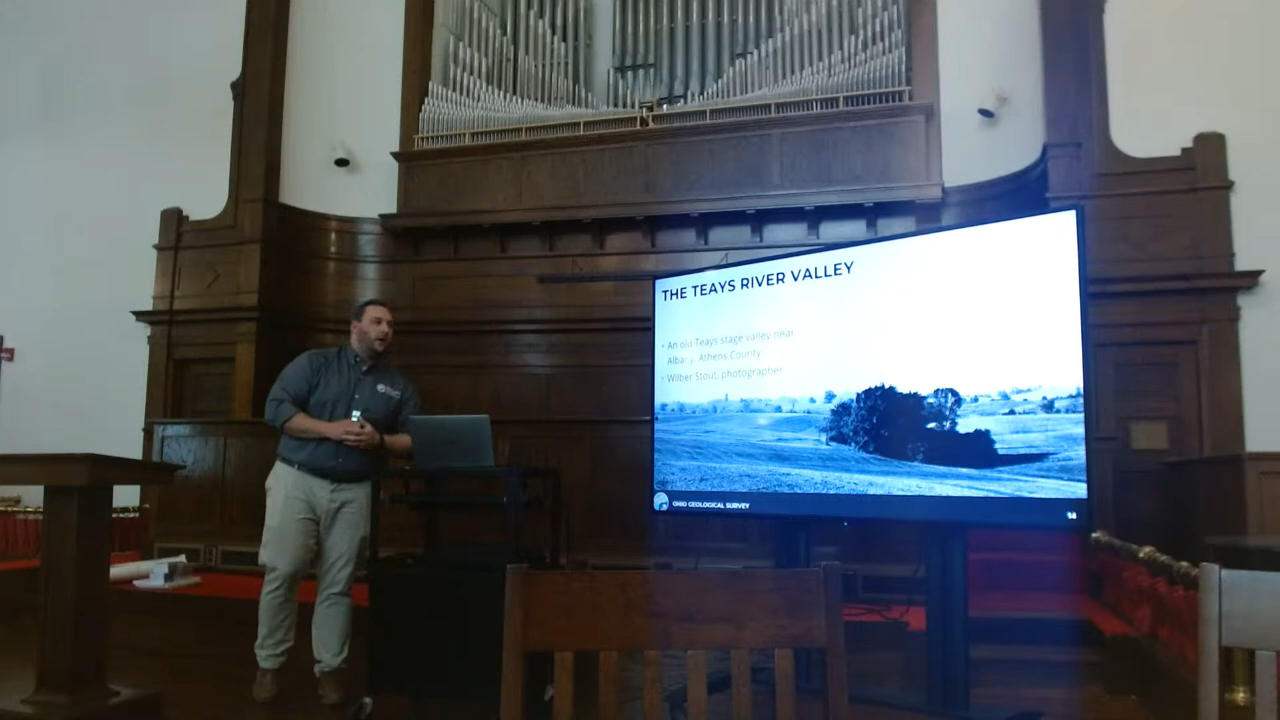 THE TEAYS RIVER VALLEY
• An old Teays stage valley near
Albany, Athens County
• Wilber Stout, photographer
OHIO GEOLOGICAL SURVEY